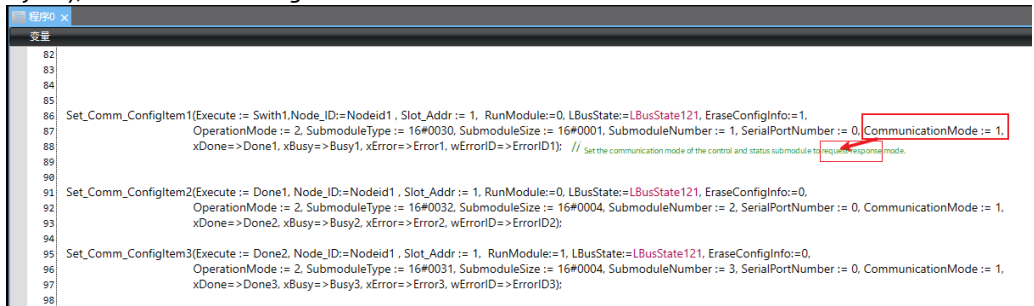 程序0 ×
变量
82
83
84
85
86 Set_Comm_ConfigItem1(Execute := Swith1,Node_ID:=Nodeid1 , Slot_Addr := 1, RunModule:=0, LBusState:=LBusState121, EraseConfigInfo:=1,
87 OperationMode := 2, SubmoduleType := 16#0030, SubmoduleSize := 16#0001, SubmoduleNumber := 1, SerialPortNumber := 0, CommunicationMode := 1,
88 xDone=>Done1, xBusy=>Busy1, xError=>Error1, wErrorID=>ErrorID1); // Set the communication mode of the control and status submodule to request-response mode.
89
90
91 Set_Comm_ConfigItem2(Execute := Done1, Node_ID:=Nodeid1 , Slot_Addr := 1, RunModule:=0, LBusState:=LBusState121, EraseConfigInfo:=0,
92 OperationMode := 2, SubmoduleType := 16#0032, SubmoduleSize := 16#0004, SubmoduleNumber := 2, SerialPortNumber := 0, CommunicationMode := 1,
93 xDone=>Done2, xBusy=>Busy2, xError=>Error2, wErrorID=>ErrorID2);
94
95 Set_Comm_ConfigItem3(Execute := Done2, Node_ID:=Nodeid1 , Slot_Addr := 1, RunModule:=1, LBusState:=LBusState121, EraseConfigInfo:=0,
96 OperationMode := 2, SubmoduleType := 16#0031, SubmoduleSize := 16#0004, SubmoduleNumber := 3, SerialPortNumber := 0, CommunicationMode := 1,
97 xDone=>Done3, xBusy=>Busy3, xError=>Error3, wErrorID=>ErrorID3);
98